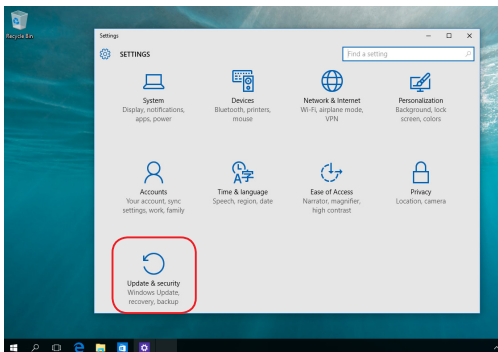 Recycle Bin
Settings
SETTINGS
Find a setting
System
Display, notifications,
apps, power
Devices
Bluetooth, printers,
mouse
Network & Internet
Wi-Fi, airplane mode,
VPN
Personalization
Background, lock
screen, colors
Accounts
Your account, sync
settings, work, family
Time & language
Speech, region, date
Ease of Access
Narrator, magnifier,
high contrast
Privacy
Location, camera
Update & security
Windows Update,
recovery, backup